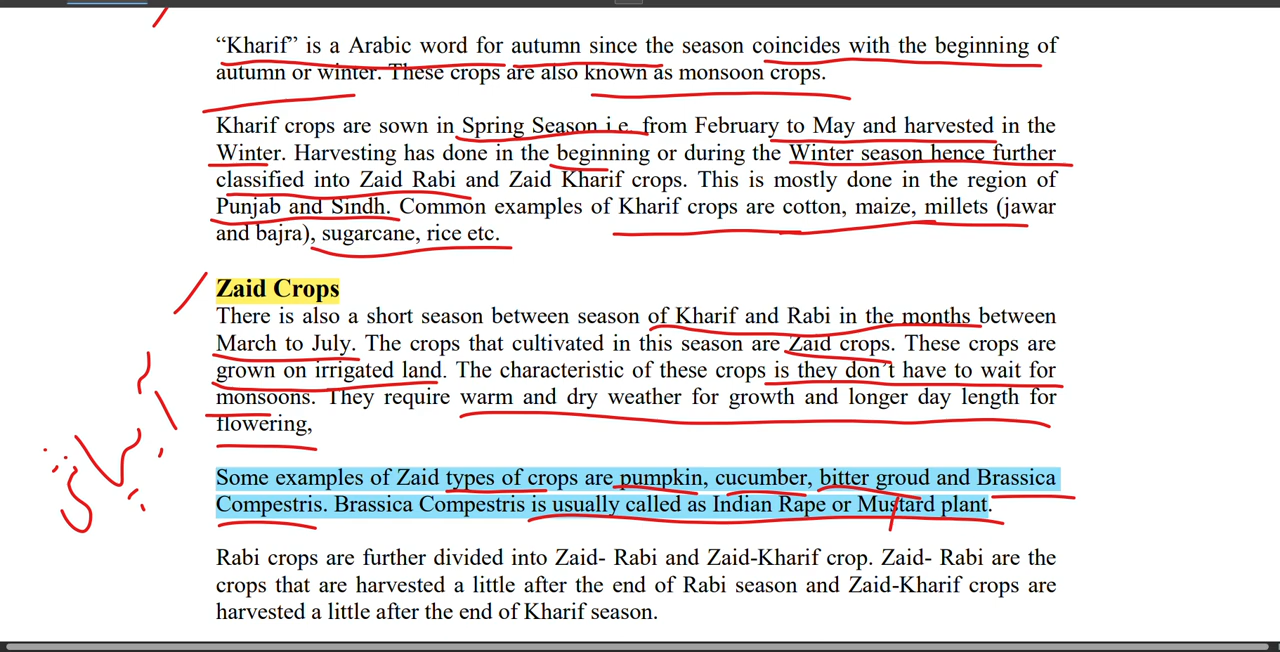 “Kharif” is a Arabic word for autumn since the season coincides with the beginning of
autumn or winter. These crops are also known as monsoon crops.
Kharif crops are sown in Spring Season i.e. from February to May and harvested in the
Winter. Harvesting has done in the beginning or during the Winter season hence further
classified into Zaid Rabi and Zaid Kharif crops. This is mostly done in the region of
Punjab and Sindh. Common examples of Kharif crops are cotton, maize, millets (jawar
and bajra), sugarcane, rice etc.
Zaid Crops
There is also a short season between season of Kharif and Rabi in the months between
March to July. The crops that cultivated in this season are Zaid crops. These crops are
grown on irrigated land. The characteristic of these crops is they don’t have to wait for
monsoons. They require warm and dry weather for growth and longer day length for
flowering,
Some examples of Zaid types of crops are pumpkin, cucumber, bitter groud and Brassica
Compestris. Brassica Compestris is usually called as Indian Rape or Mustard plant.
Rabi crops are further divided into Zaid- Rabi and Zaid-Kharif crop. Zaid- Rabi are the
crops that are harvested a little after the end of Rabi season and Zaid-Kharif crops are
harvested a little after the end of Kharif season.